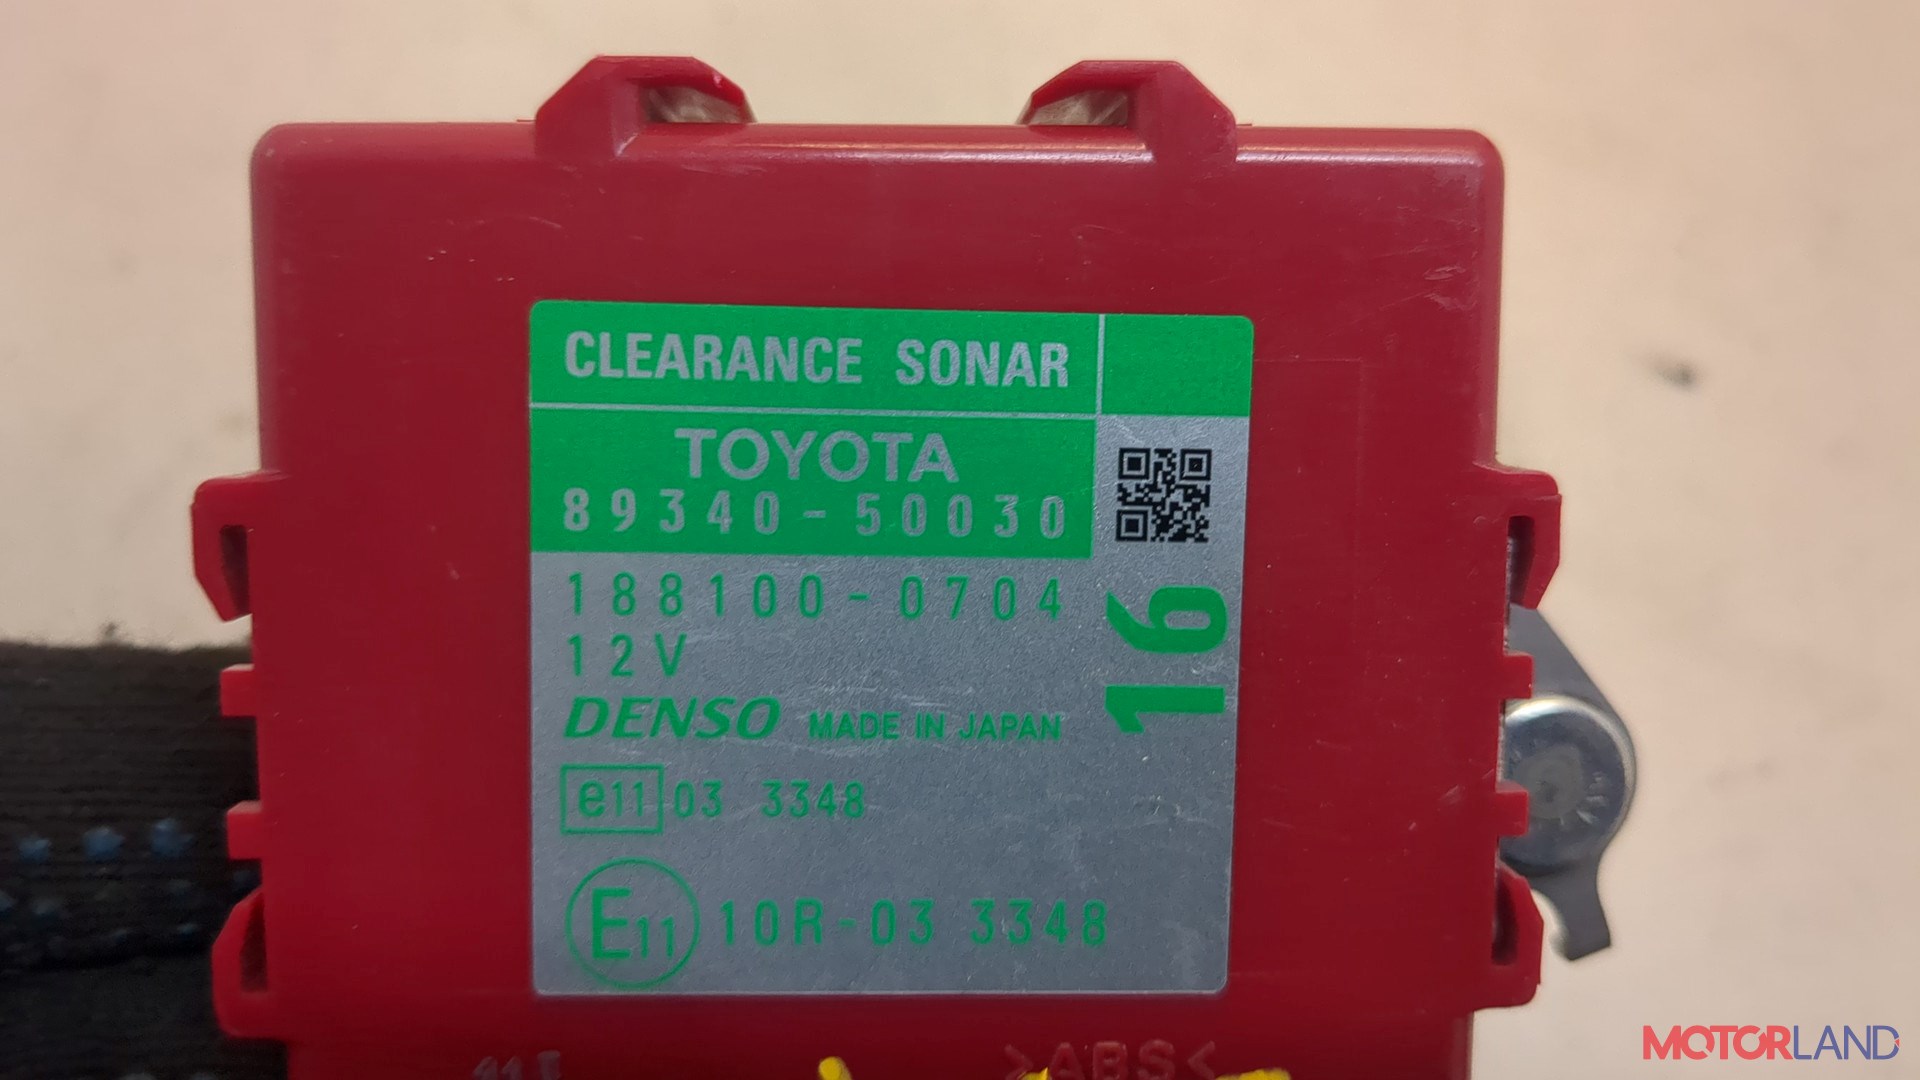 CLEARANCE SONAR
TOYOTA
89340-50030
188100-0704
12V
16
DENSO MADE IN JAPAN
e11 03 3348
E11 10R-03 3348
>ABS<
MOTORLAND